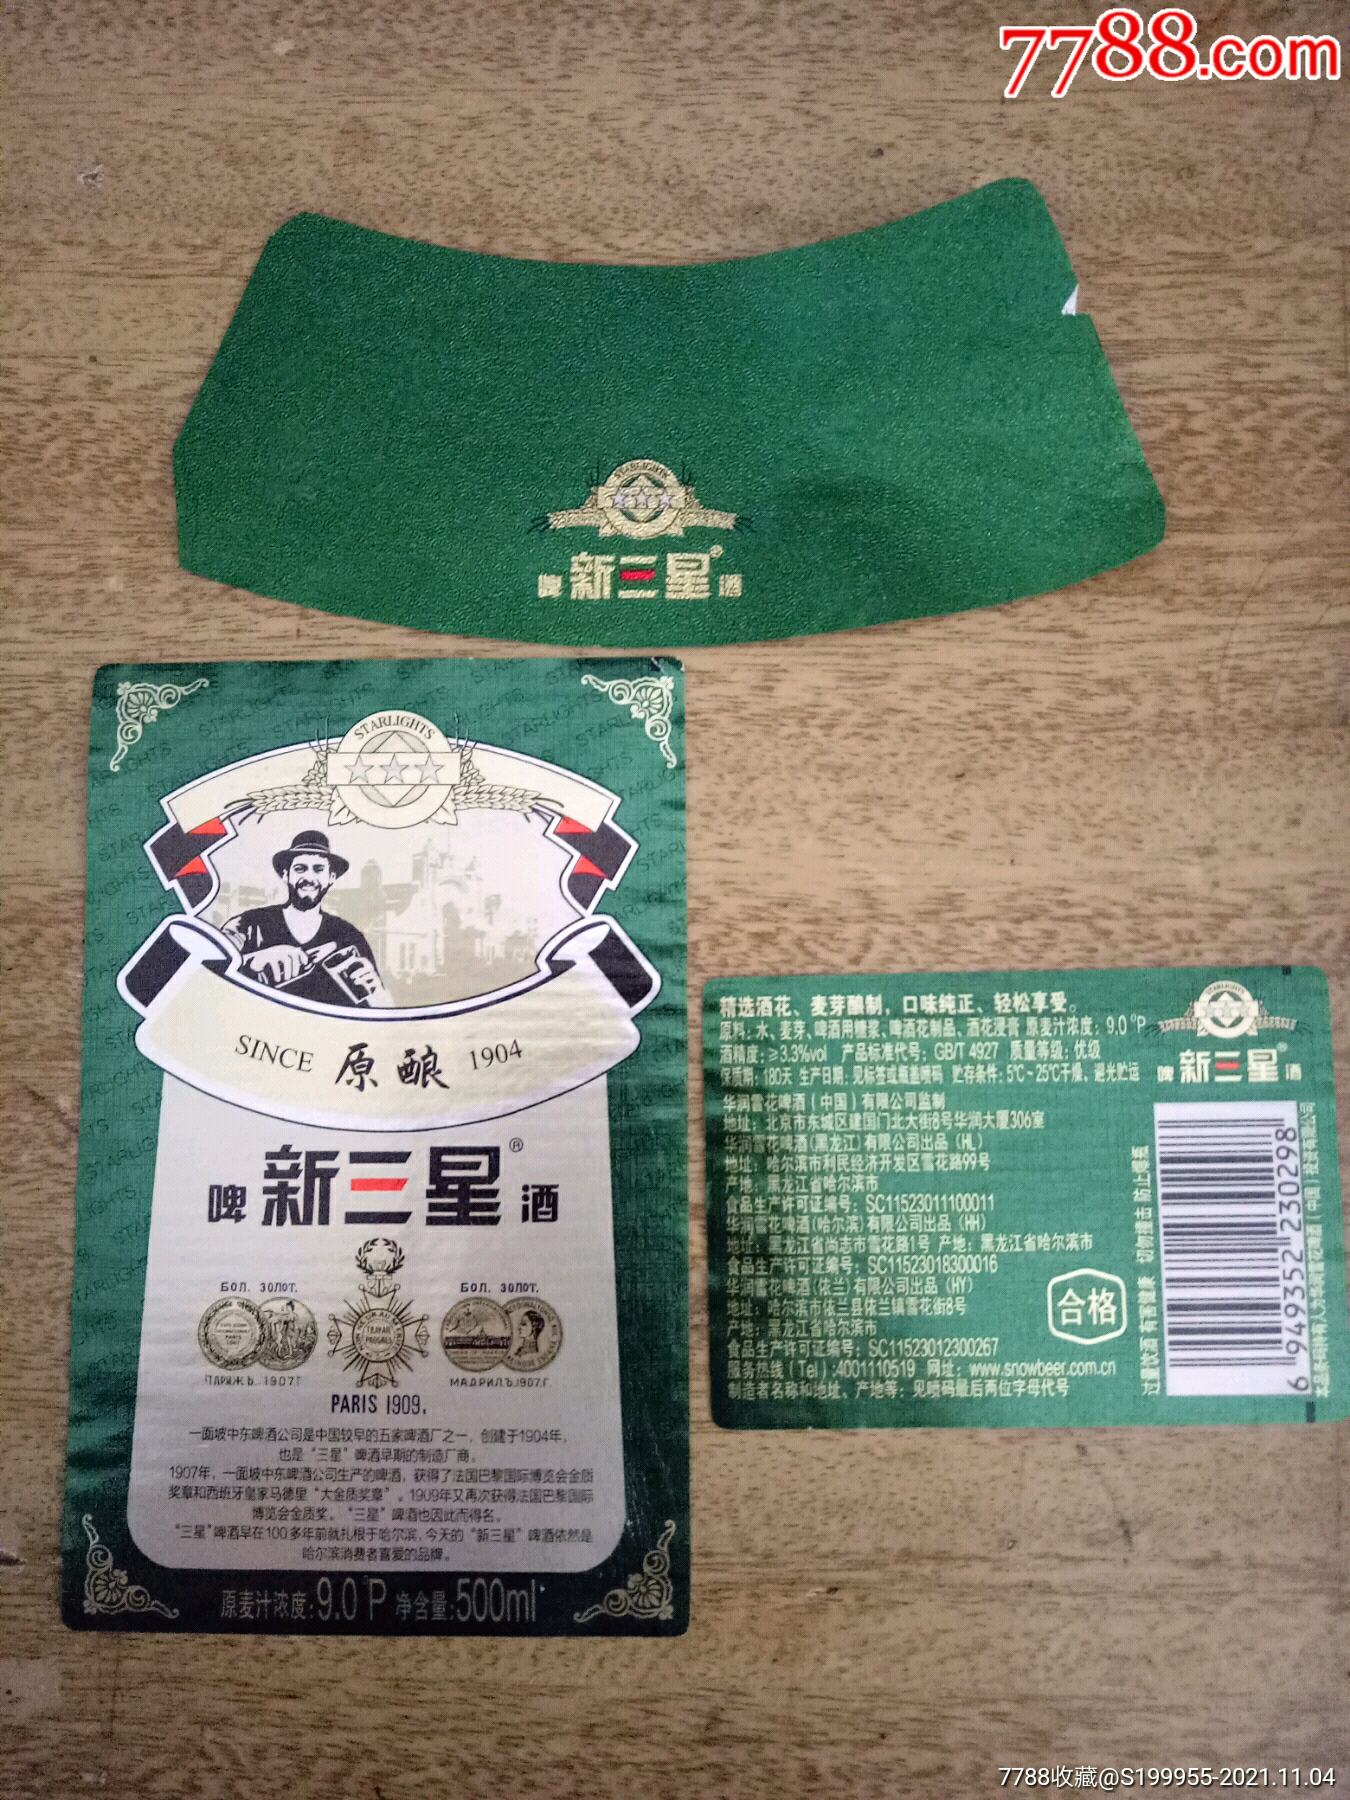 7788.com
STARLIGHTS
啤新三星®酒
STARLIGHTS
SINCE 原酿 1904
啤新三星®酒
БОЛ. ЗОЛОТ.
БОЛ. ЗОЛОТ.
ПАРИЖЪ.1907Г
МАДРИЛЪ.1907.Г.
PARIS 1909.
一面坡中东啤酒公司是中国较早的五家啤酒厂之一，创建于1904年，
也是“三星”啤酒早期的制造厂商。
1907年，一面坡中东啤酒公司生产的啤酒，获得了法国巴黎国际博览会金质
奖章和西班牙皇家马德里“大金质奖章”。1909年又再次获得法国巴黎国际
博览会金质奖。“三星”啤酒也因此而得名。
“三星”啤酒早在100多年前就扎根于哈尔滨，今天的“新三星”啤酒依然是
哈尔滨消费者喜爱的品牌。
原麦汁浓度:9.0°P 净含量:500ml
精选酒花、麦芽酿制，口味纯正、轻松享受。
原料：水、麦芽、啤酒用糖浆、啤酒花制品、酒花浸膏 原麦汁浓度：9.0°P
酒精度：≥3.3%vol 产品标准代号：GB/T 4927 质量等级：优级
保质期：180天 生产日期：见标签或瓶盖喷码 贮存条件：5℃~25℃干燥、避光贮运
华润雪花啤酒（中国）有限公司监制
地址：北京市东城区建国门北大街8号华润大厦306室
华润雪花啤酒(黑龙江)有限公司出品（HL）
地址：哈尔滨市利民经济开发区雪花路99号
产地：黑龙江省哈尔滨市
食品生产许可证编号：SC11523011100011
华润雪花啤酒(哈尔滨)有限公司出品（HH）
地址：黑龙江省尚志市雪花路1号 产地：黑龙江省哈尔滨市
食品生产许可证编号：SC11523018300016
华润雪花啤酒（依兰）有限公司出品（HY）
地址：哈尔滨市依兰县依兰镇雪花街8号
产地：黑龙江省哈尔滨市
食品生产许可证编号：SC11523012300267
服务热线（Tel）:4001110519 网址：www.snowbeer.com.cn
制造者名称和地址、产地等：见喷码最后两位字母代号
合格
STARLIGHTS
啤新三星®酒
过量饮酒 有害健康 切勿撞击 防止爆瓶
6 949352 230298
7788收藏@S199955-2021.11.04